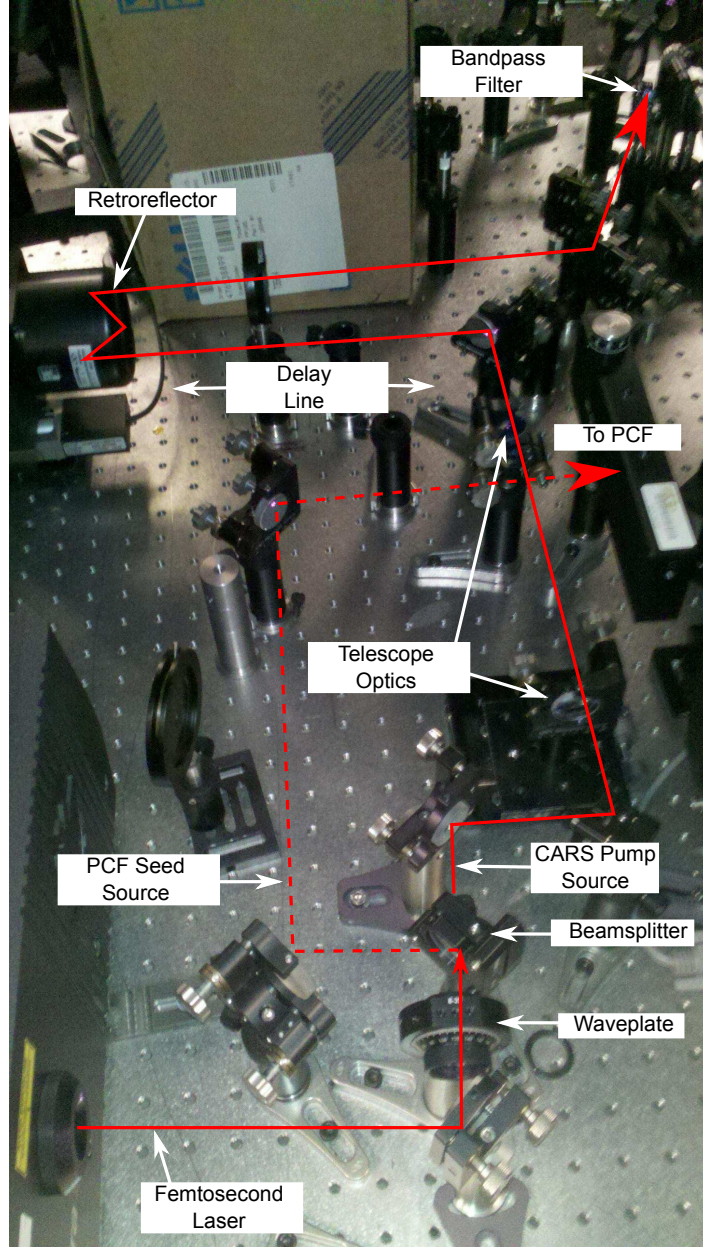 Bandpass
Filter
Retroreflector
Delay
Line
To PCF
Telescope
Optics
PCF Seed
Source
CARS Pump
Source
Beamsplitter
Waveplate
Femtosecond
Laser